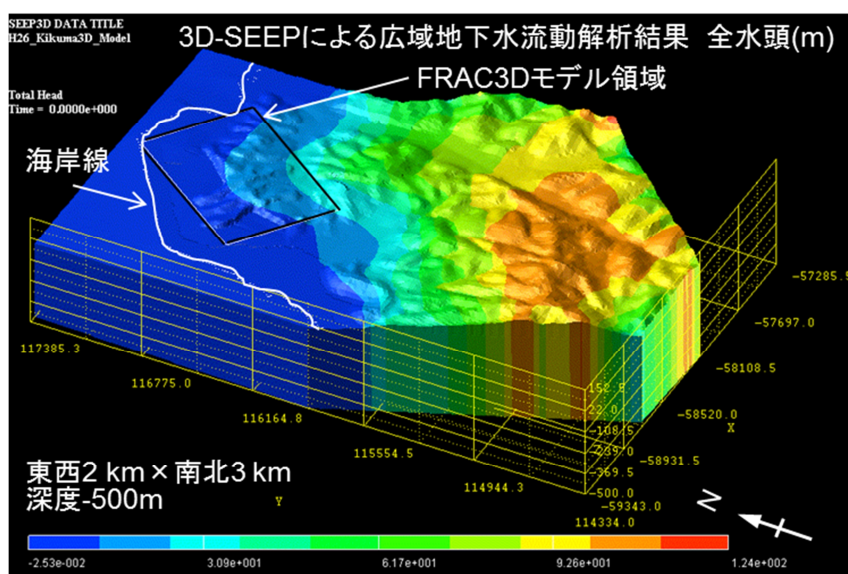 SEEP3D DATA TITLE
H26_Kikuma3D_Model
3D-SEEPによる広域地下水流動解析結果 全水頭(m)
FRAC3Dモデル領域
Total Head
Time = 0.0000e+000
海岸線
-57285.5
-57697.0
-58108.5
-58520.0
X
-58931.5
-59343.0
117385.3
116775.0
116164.8
115554.5
114944.3
114334.0
152.5
22.0
-108.5
-239.0
-369.5
-500.0
東西2 km×南北3 km
深度-500m
Y
N
-2.53e-002
3.09e+001
6.17e+001
9.26e+001
1.24e+002